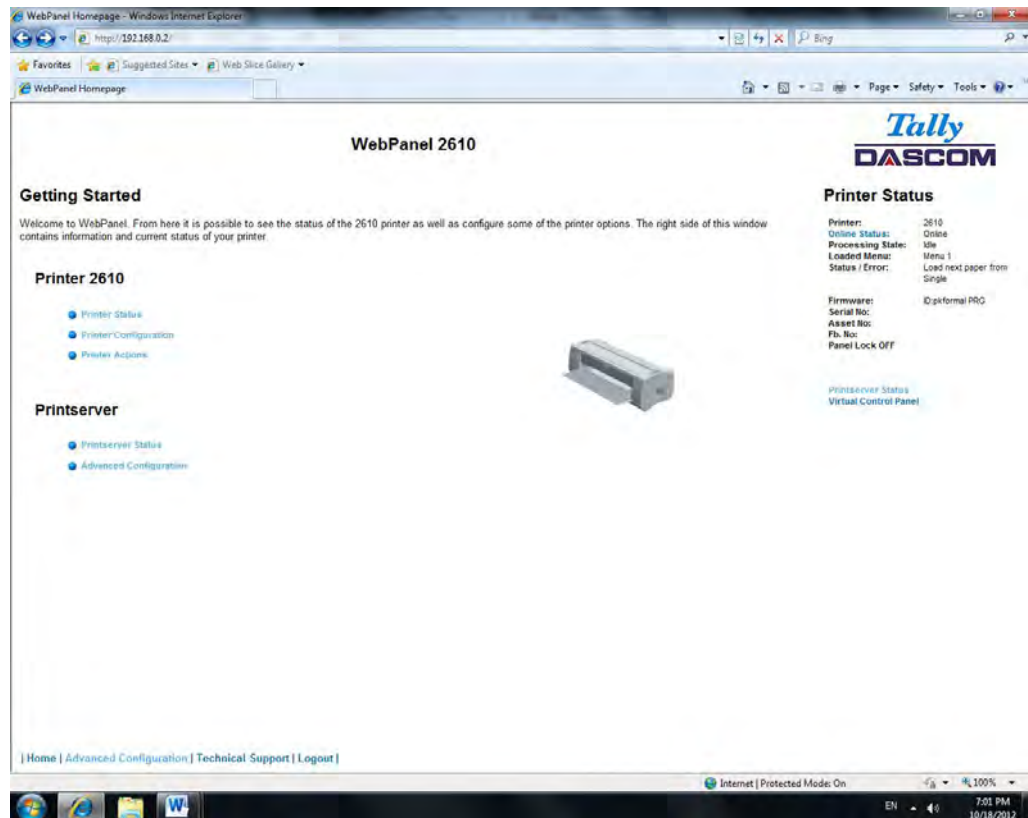 WebPanel Homepage - Windows Internet Explorer
http://192.168.0.2/
Bing
Favorites
Suggested Sites
Web Slice Gallery
WebPanel Homepage
Page
Safety
Tools
WebPanel 2610
Tally
DASCOM
Getting Started
Welcome to WebPanel. From here it is possible to see the status of the 2610 printer as well as configure some of the printer options. The right side of this window
contains information and current status of your printer.
Printer 2610
Printer Status
Printer Configuration
Printer Actions
Printserver
Printserver Status
Advanced Configuration
Printer Status
Printer: 2610
Online Status: Online
Processing State: Idle
Loaded Menu: Menu 1
Status / Error: Load next paper from
Single
Firmware: ID:pkformal PRG
Serial No:
Asset No:
Fb. No:
Panel Lock OFF
Printserver Status
Virtual Control Panel
| Home | Advanced Configuration | Technical Support | Logout |
Internet | Protected Mode: On
100%
W
EN
7:01 PM
10/18/2012